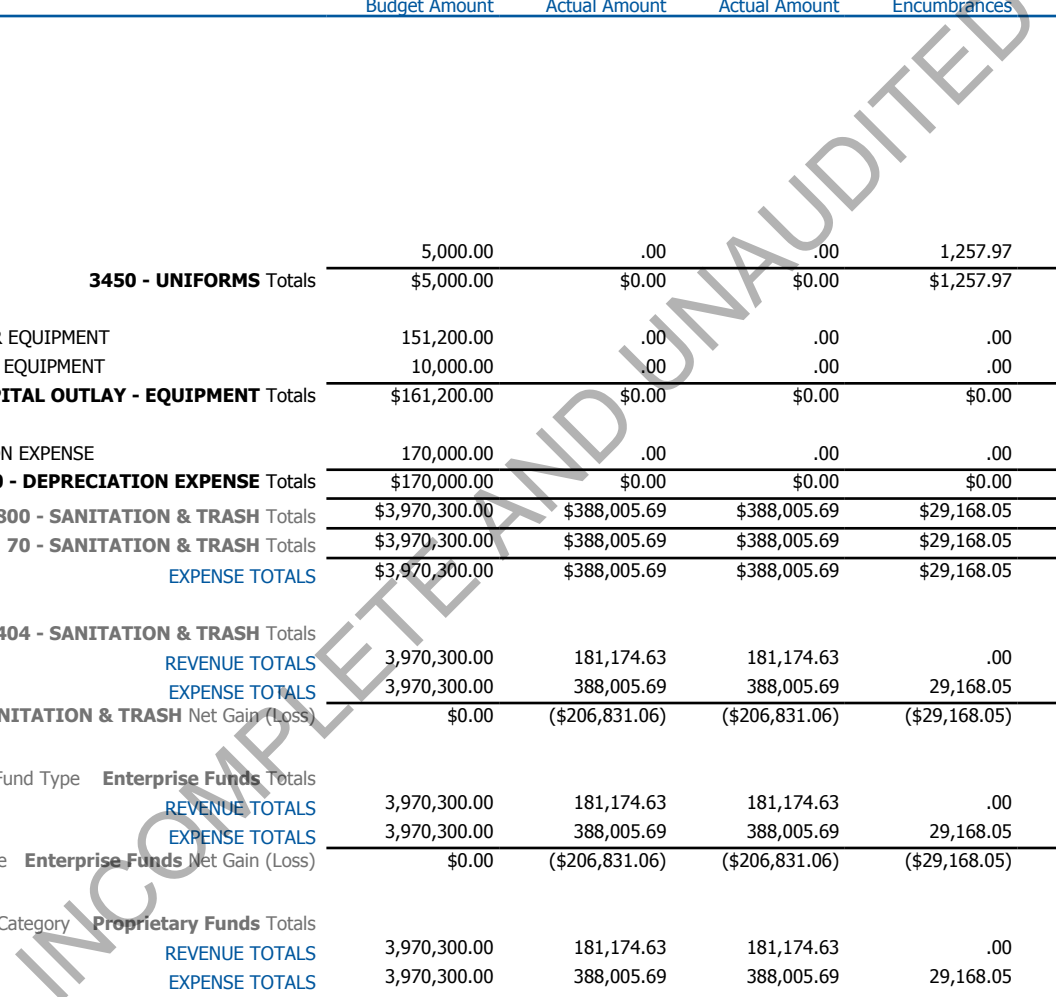 Budget Amount Actual Amount Actual Amount Encumbrances
5,000.00 .00 .00 1,257.97
3450 - UNIFORMS Totals $5,000.00 $0.00 $0.00 $1,257.97
R EQUIPMENT 151,200.00 .00 .00 .00
EQUIPMENT 10,000.00 .00 .00 .00
PITAL OUTLAY - EQUIPMENT Totals $161,200.00 $0.00 $0.00 $0.00
ON EXPENSE 170,000.00 .00 .00 .00
0 - DEPRECIATION EXPENSE Totals $170,000.00 $0.00 $0.00 $0.00
800 - SANITATION & TRASH Totals $3,970,300.00 $388,005.69 $388,005.69 $29,168.05
70 - SANITATION & TRASH Totals $3,970,300.00 $388,005.69 $388,005.69 $29,168.05
EXPENSE TOTALS $3,970,300.00 $388,005.69 $388,005.69 $29,168.05
404 - SANITATION & TRASH Totals
REVENUE TOTALS 3,970,300.00 181,174.63 181,174.63 .00
EXPENSE TOTALS 3,970,300.00 388,005.69 388,005.69 29,168.05
NITATION & TRASH Net Gain (Loss) $0.00 ($206,831.06) ($206,831.06) ($29,168.05)
Fund Type Enterprise Funds Totals
REVENUE TOTALS 3,970,300.00 181,174.63 181,174.63 .00
EXPENSE TOTALS 3,970,300.00 388,005.69 388,005.69 29,168.05
e Enterprise Funds Net Gain (Loss) $0.00 ($206,831.06) ($206,831.06) ($29,168.05)
Category Proprietary Funds Totals
REVENUE TOTALS 3,970,300.00 181,174.63 181,174.63 .00
EXPENSE TOTALS 3,970,300.00 388,005.69 388,005.69 29,168.05
INCOMPLETE AND UNAUDITED